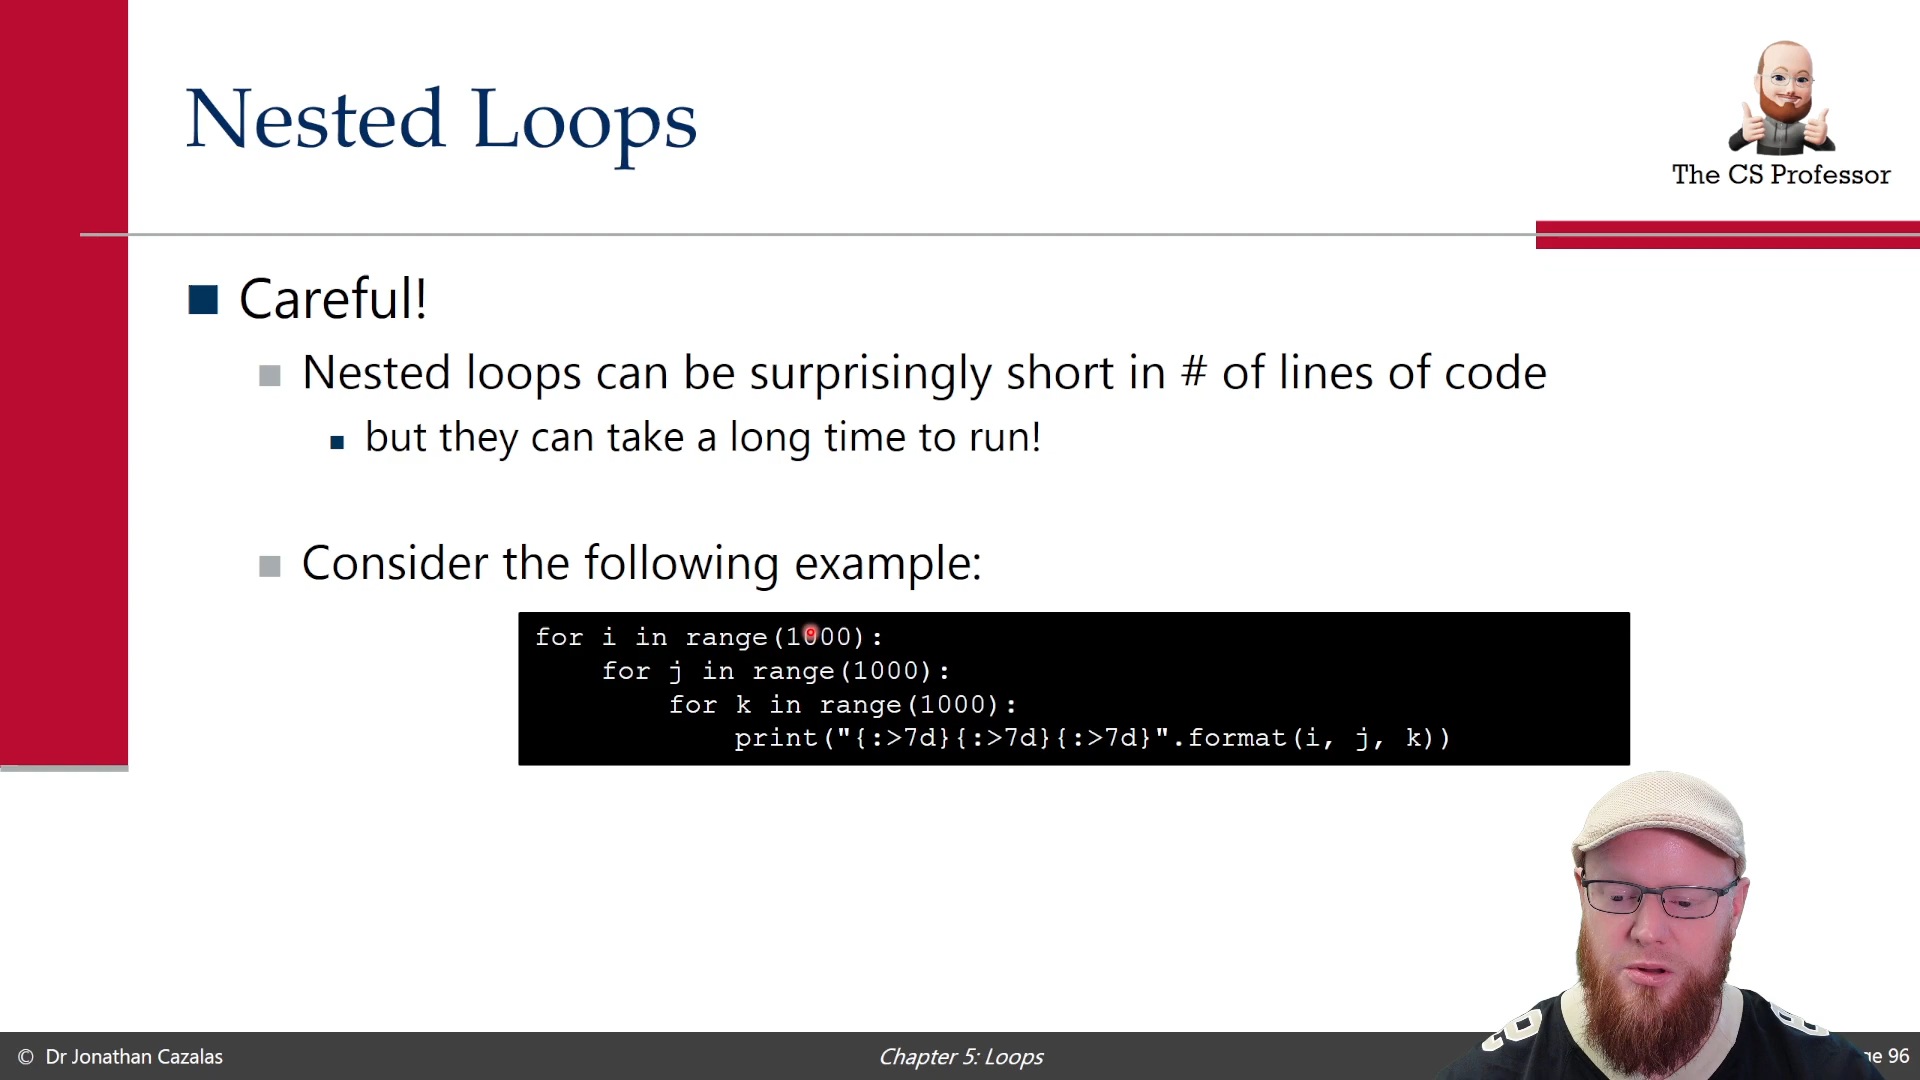 Nested Loops
The CS Professor
Careful!
Nested loops can be surprisingly short in # of lines of code
but they can take a long time to run!
Consider the following example:
for i in range(1000):
    for j in range(1000):
        for k in range(1000):
            print("{:>7d}{:>7d}{:>7d}".format(i, j, k))
© Dr Jonathan Cazalas
Chapter 5: Loops
96